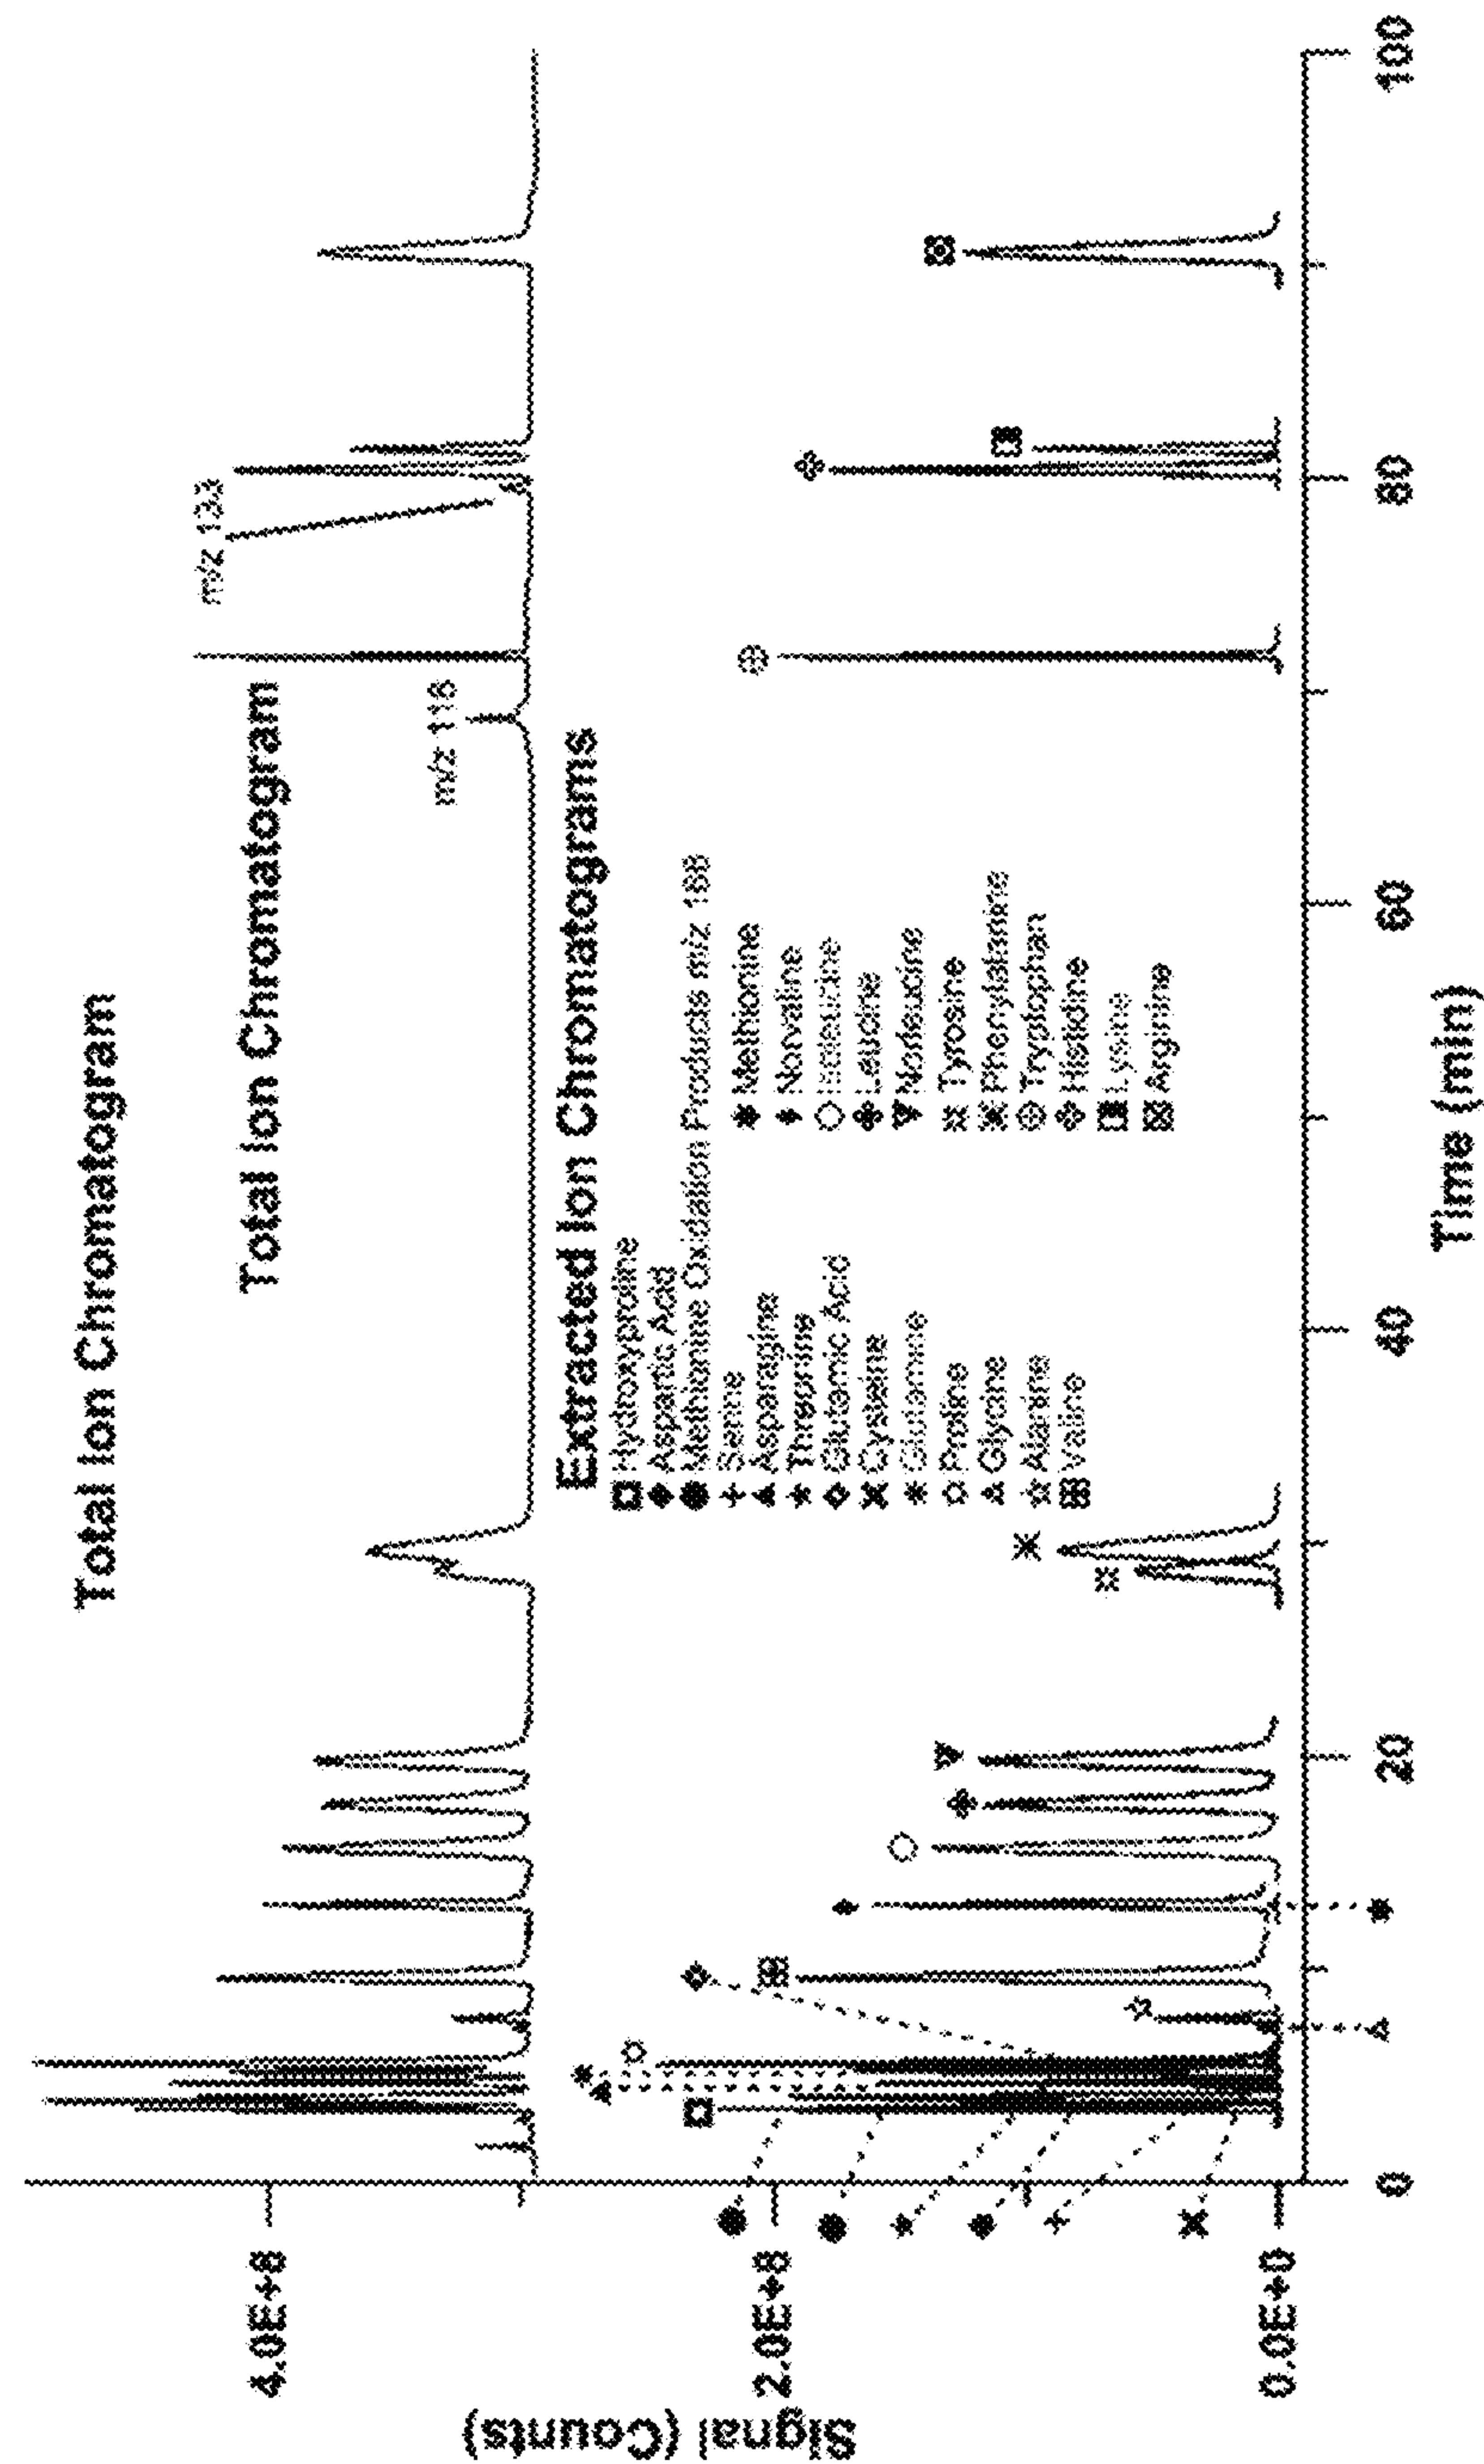 Total Ion Chromatogram
Total Ion Chromatogram
m/z 133
m/z 116
Extracted Ion Chromatograms
Hydroxyproline
Aspartic Acid
Methionine Oxidation Products m/z 188
Serine
Asparagine
Threonine
Glutamic Acid
Cysteine
Glutamine
Proline
Glycine
Alanine
Valine
Methionine
Norvaline
Isoleucine
Leucine
Norleucine
Tyrosine
Phenylalanine
Tryptophan
Histidine
Lysine
Arginine
Signal (Counts)
4.0E+8
2.0E+8
0.0E+0
0
20
40
60
80
100
Time (min)